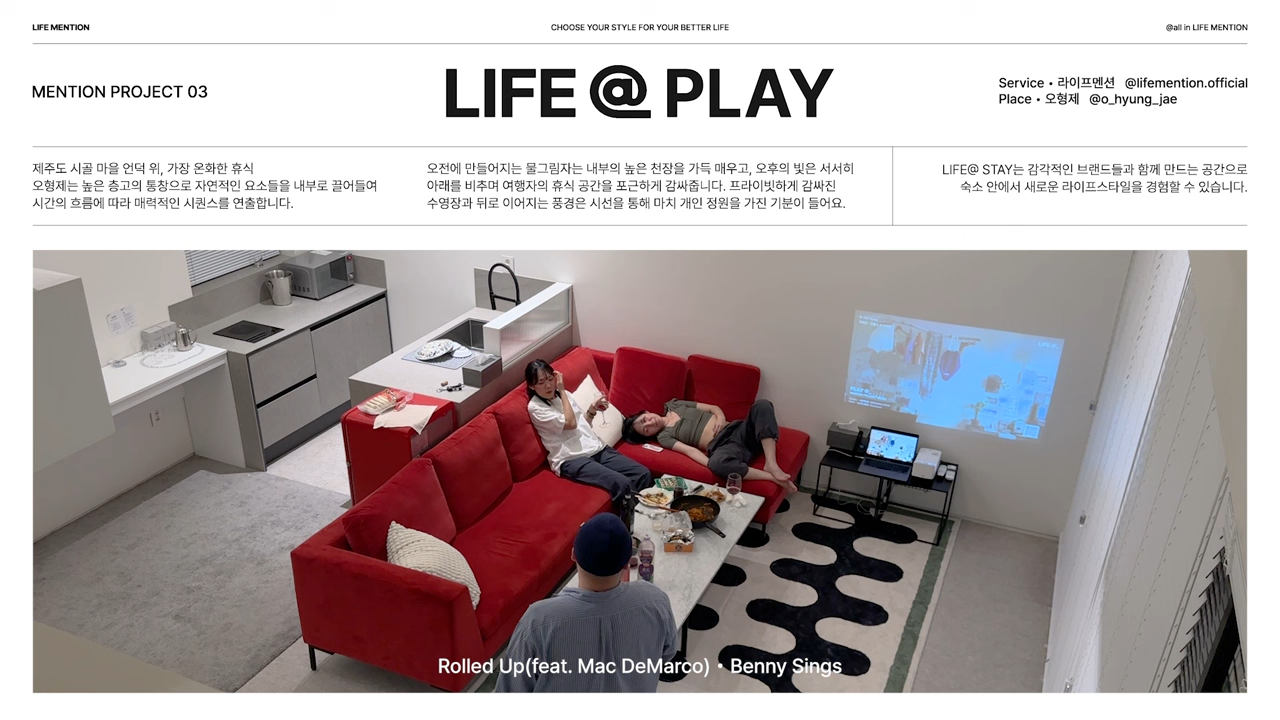 LIFE MENTION
CHOOSE YOUR STYLE FOR YOUR BETTER LIFE
@all in LIFE MENTION
MENTION PROJECT 03
LIFE @ PLAY
Service • 라이프멘션 @lifemention.official
Place • 오형제 @o_hyung_jae
제주도 시골 마을 언덕 위, 가장 온화한 휴식
오형제는 높은 층고의 통창으로 자연적인 요소들을 내부로 끌어들여
시간의 흐름에 따라 매력적인 시퀀스를 연출합니다.
오전에 만들어지는 물그림자는 내부의 높은 천장을 가득 매우고, 오후의 빛은 서서히
아래를 비추며 여행자의 휴식 공간을 포근하게 감싸줍니다. 프라이빗하게 감싸진
수영장과 뒤로 이어지는 풍경은 시선을 통해 마치 개인 정원을 가진 기분이 들어요.
LIFE@ STAY는 감각적인 브랜드들과 함께 만드는 공간으로
숙소 안에서 새로운 라이프스타일을 경험할 수 있습니다.
Rolled Up(feat. Mac DeMarco) • Benny Sings